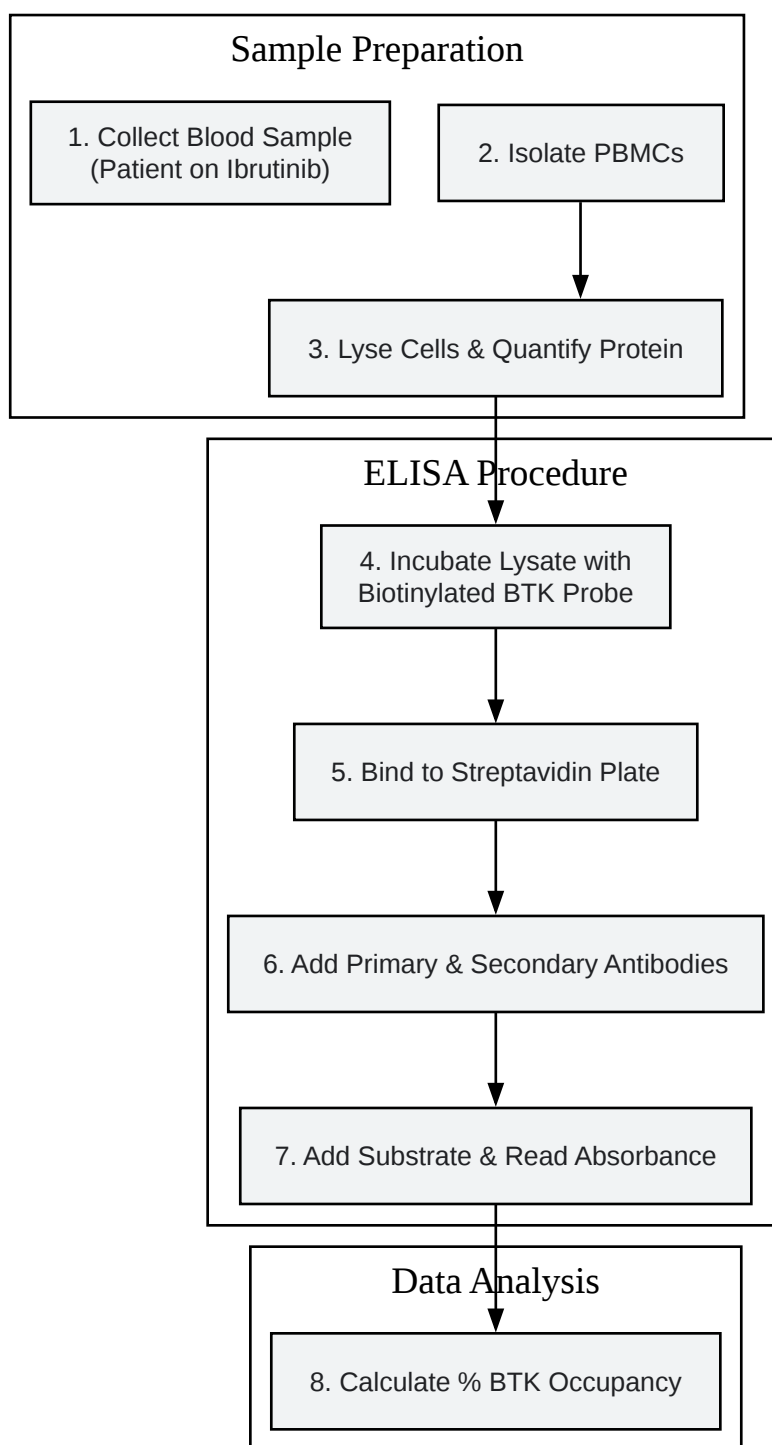 Sample Preparation
1. Collect Blood Sample
(Patient on Ibrutinib)
2. Isolate PBMCs
3. Lyse Cells & Quantify Protein
ELISA Procedure
4. Incubate Lysate with
Biotinylated BTK Probe
5. Bind to Streptavidin Plate
6. Add Primary & Secondary Antibodies
7. Add Substrate & Read Absorbance
Data Analysis
8. Calculate % BTK Occupancy